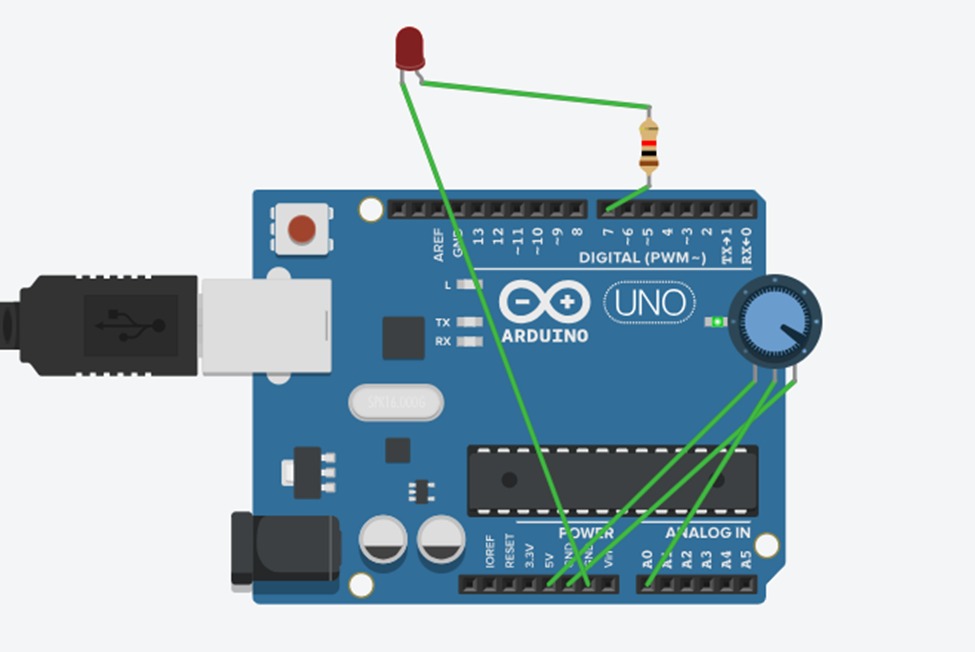 AREF
GND
13
12
~11
~10
~9
8
7
~6
~5
4
~3
2
TX→1
RX←0
DIGITAL (PWM~)
L
TX
RX
UNO
ARDUINO
SPK16.000G
POWER
ANALOG IN
IOREF
RESET
3.3V
5V
GND
GND
Vin
A0
A1
A2
A3
A4
A5